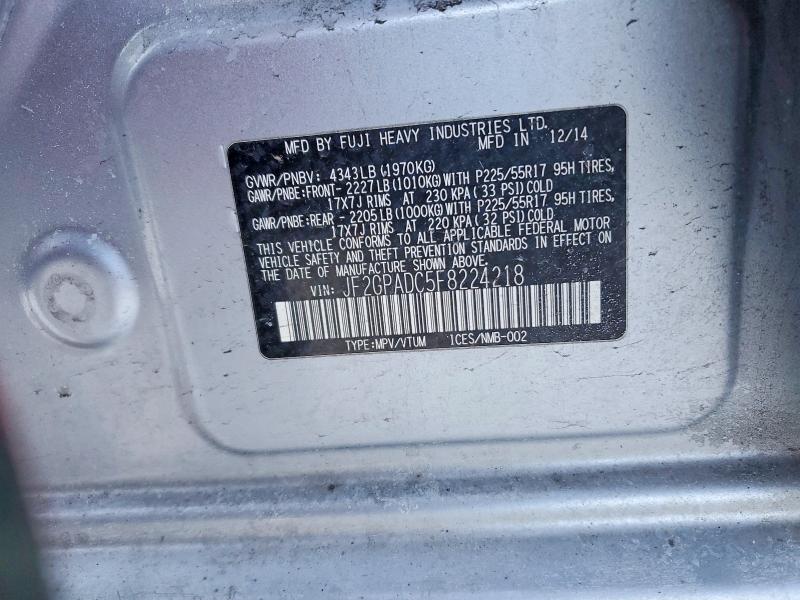 MFD BY FUJI HEAVY INDUSTRIES LTD.
MFD IN 12/14
GVWR/PNBV: 4343LB(1970KG)
GAWR/PNBE:FRONT-2227LB(1010KG)WITH P225/55R17 95H TIRES,
17X7J RIMS AT 230 KPA(33 PSI)COLD
GAWR/PNBE:REAR -2205LB(1000KG)WITH P225/55R17 95H TIRES,
17X7J RIMS AT 220 KPA(32 PSI)COLD
THIS VEHICLE CONFORMS TO ALL APPLICABLE FEDERAL MOTOR
VEHICLE SAFETY AND THEFT PREVENTION STANDARDS IN EFFECT ON
THE DATE OF MANUFACTURE SHOWN ABOVE.
VIN: JF2GPADC5F8224218
TYPE:MPV/VTUM ICES/NMB-002